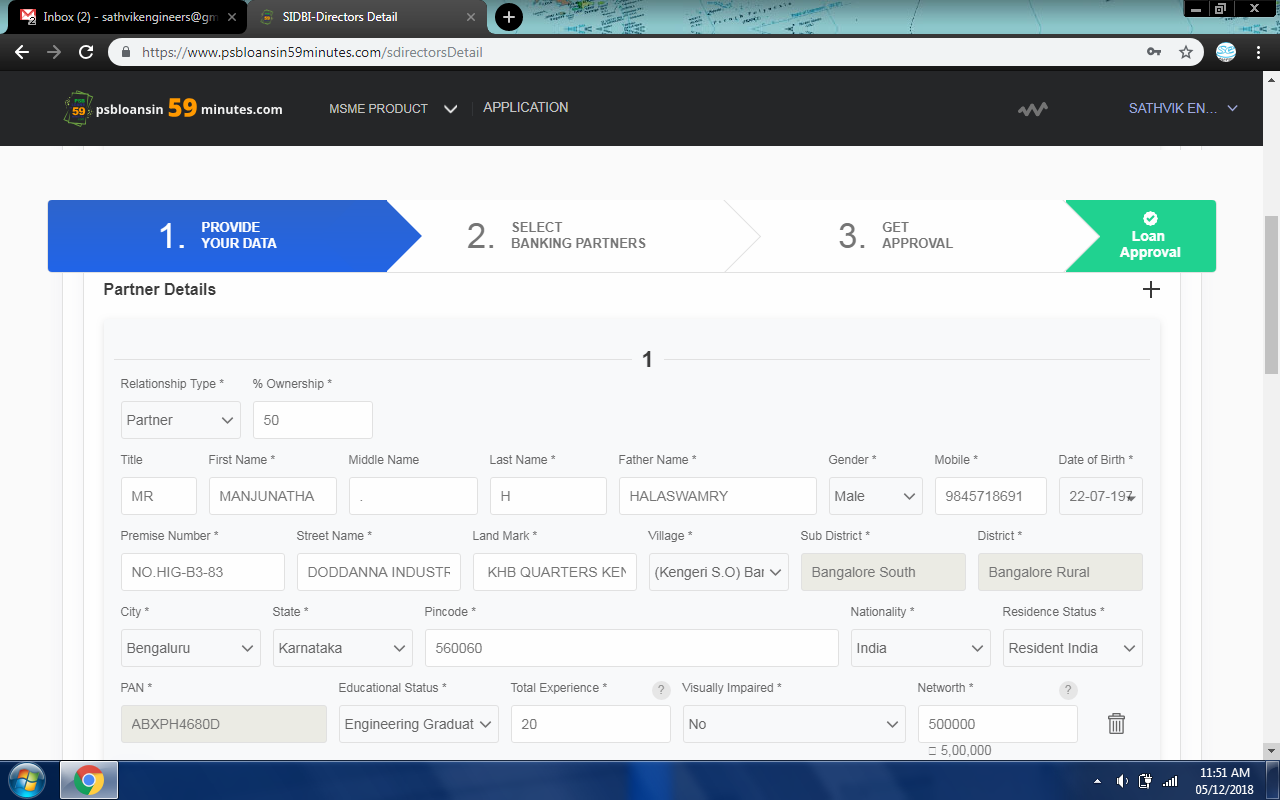 Inbox (2) - sathvikengineers@gm
SIDBI-Directors Detail
https://www.psbloansin59minutes.com/sdirectorsDetail
psbloansin 59 minutes.com
MSME PRODUCT
APPLICATION
SATHVIK EN...
1. PROVIDE YOUR DATA
2. SELECT BANKING PARTNERS
3. GET APPROVAL
Loan Approval
Partner Details
1
Relationship Type * % Ownership *
Partner 50
Title First Name * Middle Name Last Name * Father Name * Gender * Mobile * Date of Birth *
MR MANJUNATHA . H HALASWAMRY Male 9845718691 22-07-197
Premise Number * Street Name * Land Mark * Village * Sub District * District *
NO.HIG-B3-83 DODDANNA INDUSTR KHB QUARTERS KEN (Kengeri S.O) Bar Bangalore South Bangalore Rural
City * State * Pincode * Nationality * Residence Status *
Bengaluru Karnataka 560060 India Resident India
PAN * Educational Status * Total Experience * ? Visually Impaired * Networth * ?
ABXPH4680D Engineering Graduat 20 No 500000
5,00,000
11:51 AM
05/12/2018